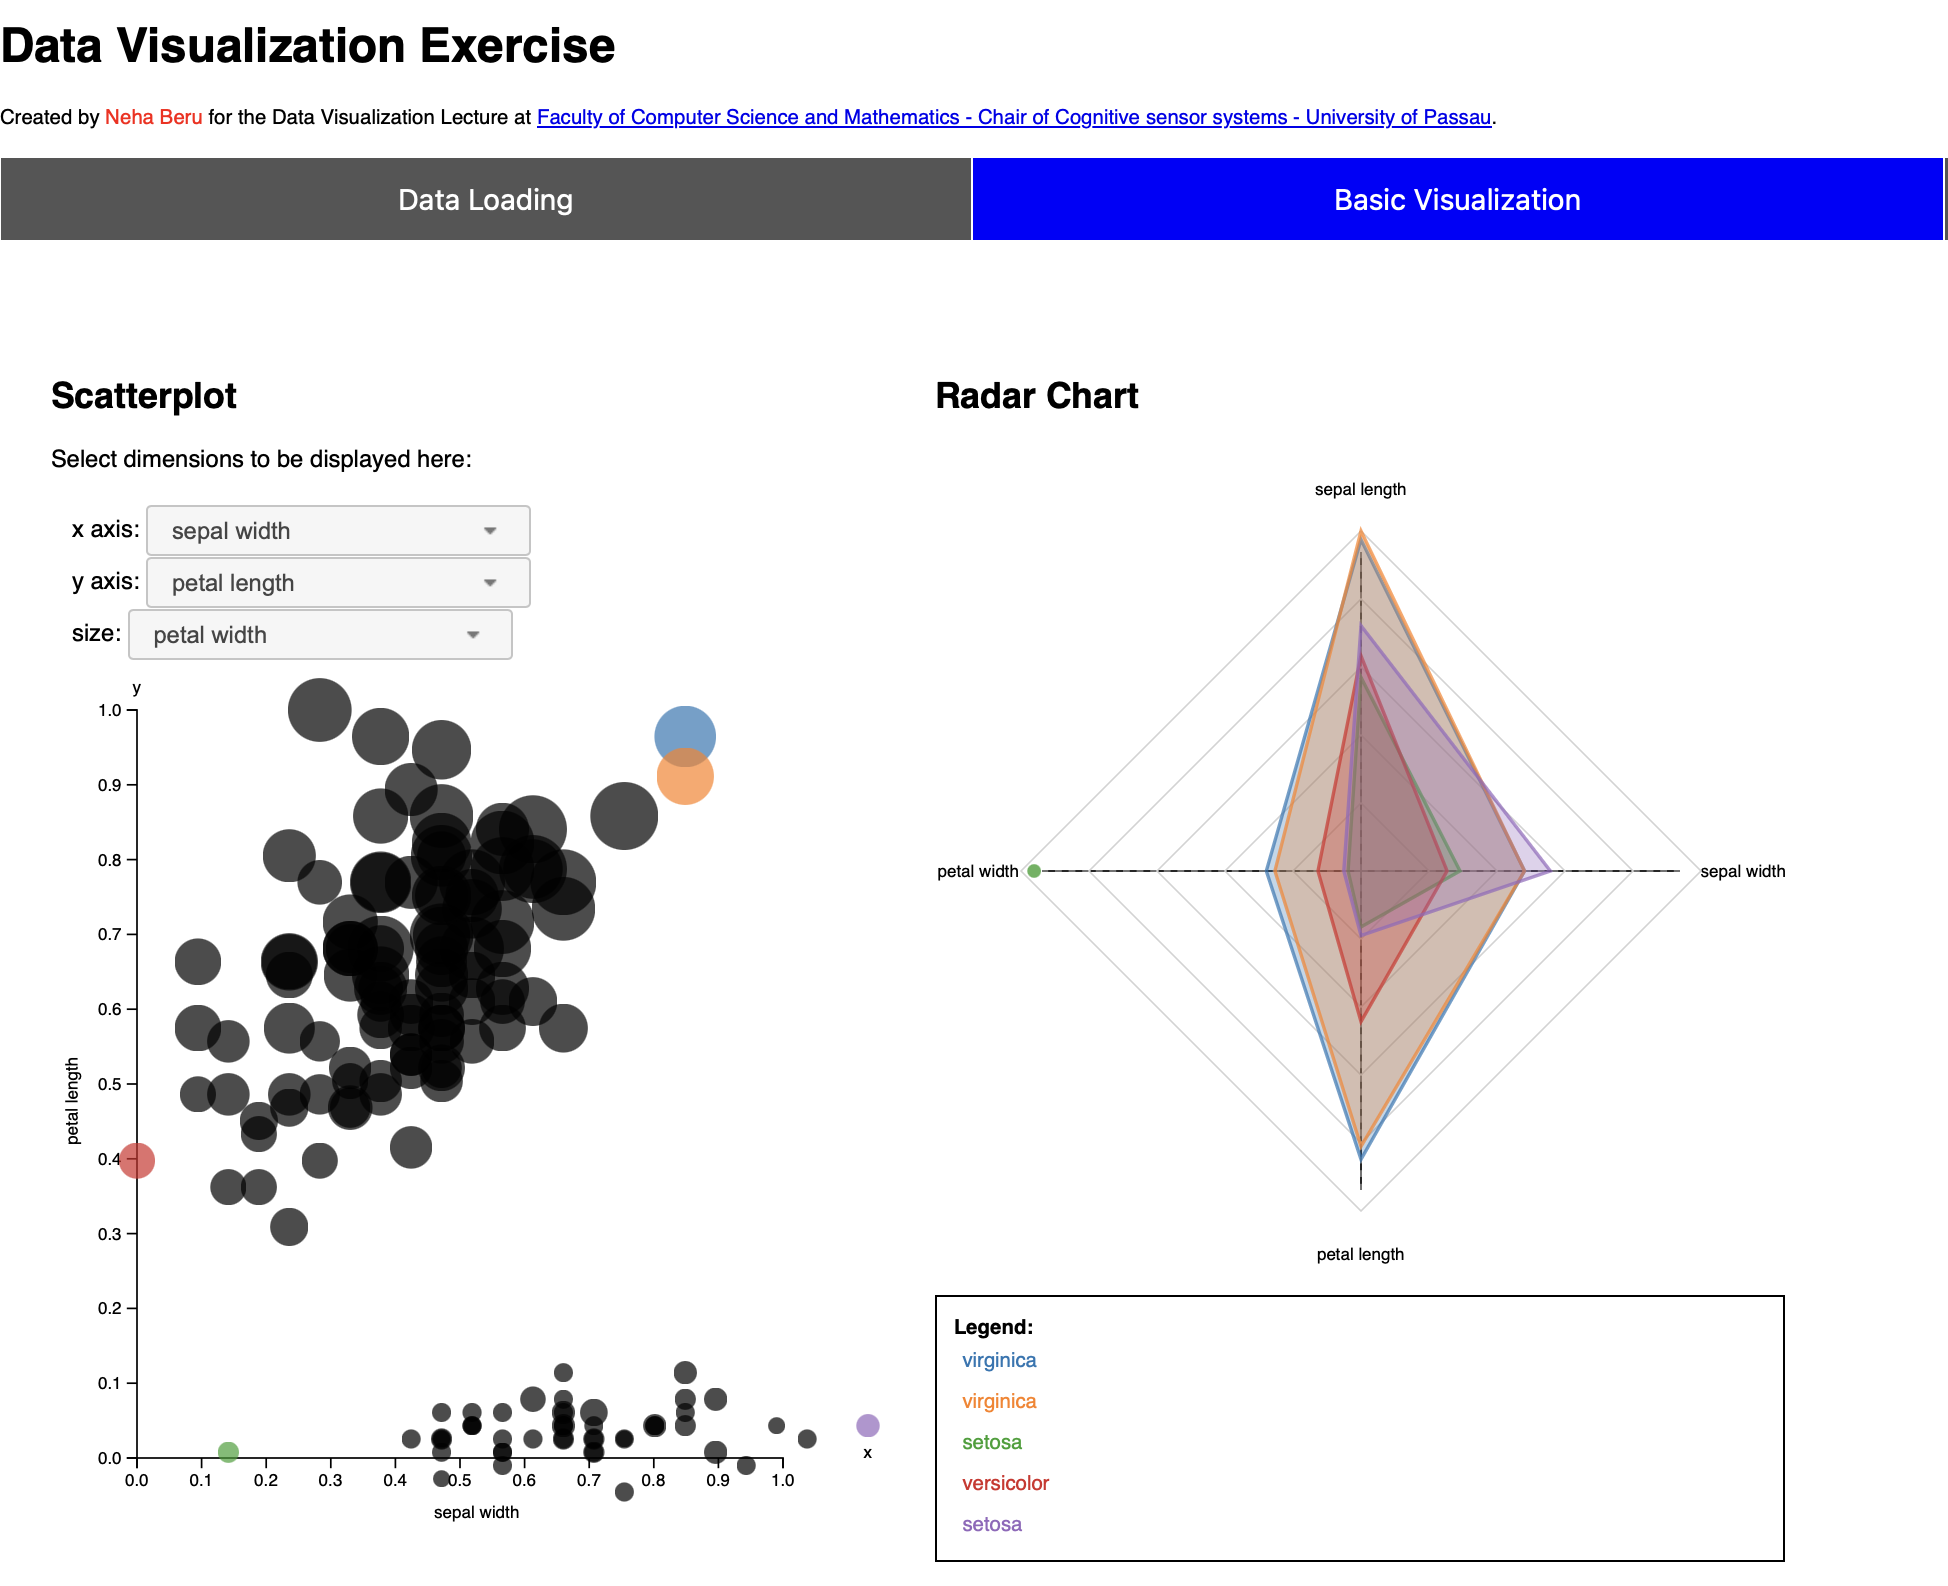 Data Visualization Exercise
Created by Neha Beru for the Data Visualization Lecture at Faculty of Computer Science and Mathematics - Chair of Cognitive sensor systems - University of Passau.
Data Loading
Basic Visualization
Scatterplot
Select dimensions to be displayed here:
x axis: sepal width
y axis: petal length
size: petal width
y
1.0
0.9
0.8
0.7
0.6
0.5
0.4
0.3
0.2
0.1
0.0
petal length
0.0 0.1 0.2 0.3 0.4 0.5 0.6 0.7 0.8 0.9 1.0
x
sepal width
Radar Chart
sepal length
petal width
sepal width
petal length
Legend:
virginica
virginica
setosa
versicolor
setosa